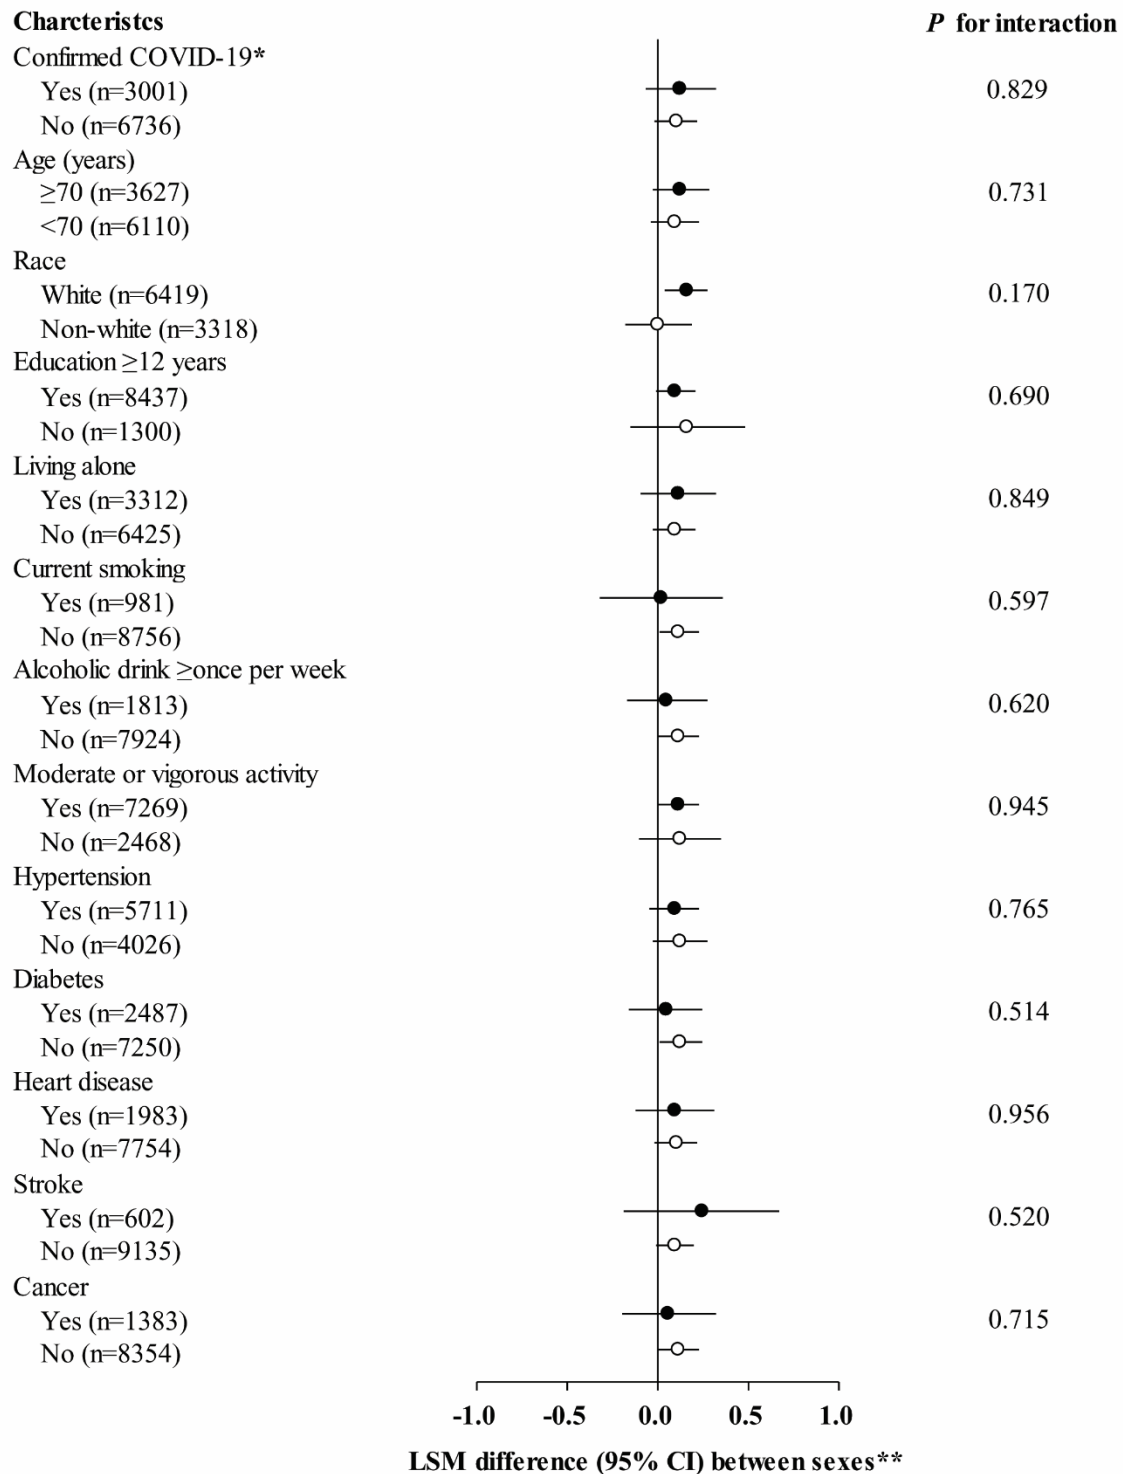 Charcteristcs P for interaction
Confirmed COVID-19*
Yes (n=3001) 0.829
No (n=6736)
Age (years)
≥70 (n=3627) 0.731
<70 (n=6110)
Race
White (n=6419) 0.170
Non-white (n=3318)
Education ≥12 years
Yes (n=8437) 0.690
No (n=1300)
Living alone
Yes (n=3312) 0.849
No (n=6425)
Current smoking
Yes (n=981) 0.597
No (n=8756)
Alcoholic drink ≥once per week
Yes (n=1813) 0.620
No (n=7924)
Moderate or vigorous activity
Yes (n=7269) 0.945
No (n=2468)
Hypertension
Yes (n=5711) 0.765
No (n=4026)
Diabetes
Yes (n=2487) 0.514
No (n=7250)
Heart disease
Yes (n=1983) 0.956
No (n=7754)
Stroke
Yes (n=602) 0.520
No (n=9135)
Cancer
Yes (n=1383) 0.715
No (n=8354)
-1.0 -0.5 0.0 0.5 1.0
LSM difference (95% CI) between sexes**